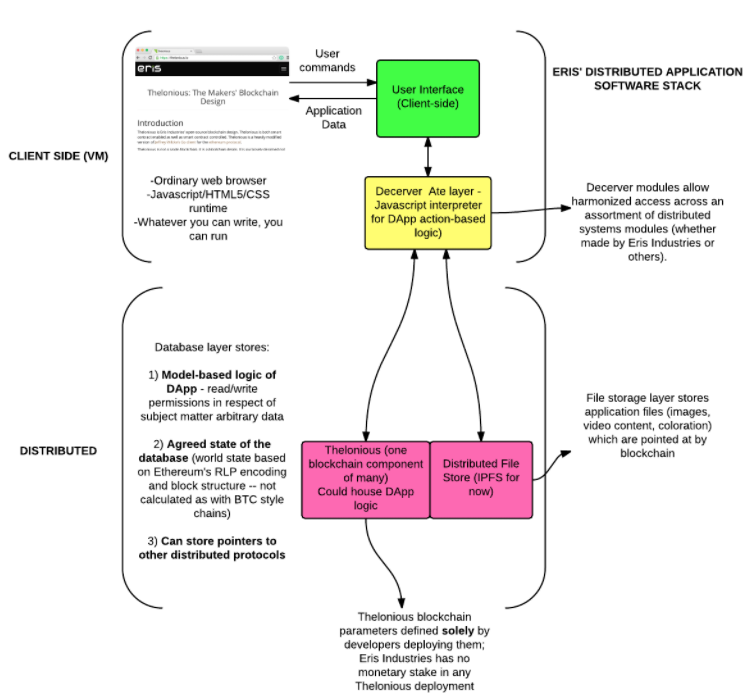 User
commands
ERIS' DISTRIBUTED APPLICATION
SOFTWARE STACK
eris
Thelonious: The Makers' Blockchain
Design
Introduction
User Interface
(Client-side)
Application
Data
CLIENT SIDE (VM)
-Ordinary web browser
-Javascript/HTML5/CSS
runtime
-Whatever you can write, you
can run
Decerver Ate layer -
Javascript interpreter
for DApp action-based
logic)
Decerver modules allow
harmonized access across an
assortment of distributed
systems modules (whether
made by Eris Industries or
others).
Database layer stores:
1) Model-based logic of
DApp - read/write
permissions in respect of
subject matter arbitrary data
2) Agreed state of the
database (world state based
on Ethereum's RLP encoding
and block structure -- not
calculated as with BTC style
chains)
3) Can store pointers to
other distributed protocols
DISTRIBUTED
Thelonious (one
blockchain component
of many)
Could house DApp
logic
Distributed File
Store (IPFS for
now)
File storage layer stores
application files (images,
video content, coloration)
which are pointed at by
blockchain
Thelonious blockchain
parameters defined solely by
developers deploying them;
Eris Industries has no
monetary stake in any
Thelonious deployment